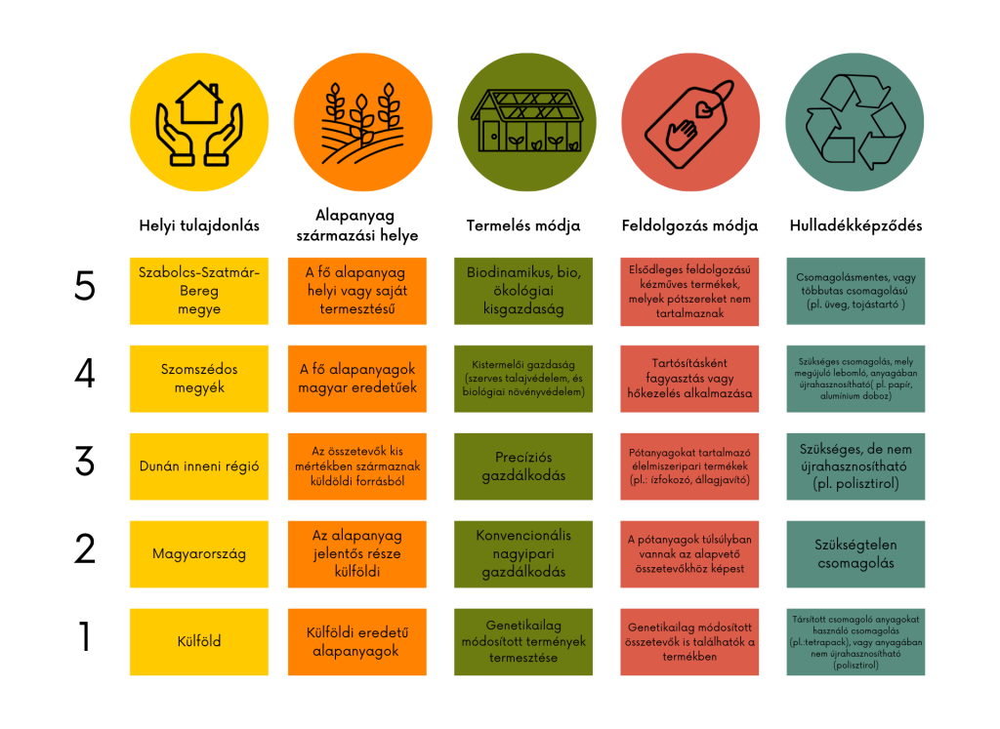 Helyi tulajdonlás
Alapanyag
származási helye
Termelés módja
Feldolgozás módja
Hulladékképződés
5
Szabolcs-Szatmár-
Bereg
megye
A fő alapanyag
helyi vagy saját
termesztésű
Biodinamikus, bio,
ökológiai
kisgazdaság
Elsődleges feldolgozású
kézműves termékek,
melyek pótszereket nem
tartalmaznak
Csomagolásmentes, vagy
többutas csomagolású
(pl. üveg, tojástartó )
4
Szomszédos
megyék
A fő alapanyagok
magyar eredetűek
Kistermelői gazdaság
(szerves talajvédelem, és
biológiai növényvédelem)
Tartósításként
fagyasztás vagy
hőkezelés alkalmazása
Szükséges csomagolás, mely
megújuló lebomló, anyagában
újrahasznosítható( pl. papír,
alumínium doboz)
3
Dunán inneni régió
Az összetevők kis
mértékben származnak
küldöldi forrásból
Precíziós
gazdálkodás
Pótanyagokat tartalmazó
élelmiszeripari termékek
(pl.: ízfokozó, állagjavító)
Szükséges, de nem
újrahasznosítható
(pl. polisztirol)
2
Magyarország
Az alapanyag
jelentős része
külföldi
Konvencionális
nagyipari
gazdálkodás
A pótanyagok túlsúlyban
vannak az alapvető
összetevőkhöz képest
Szükségtelen
csomagolás
1
Külföld
Külföldi eredetű
alapanyagok
Genetikailag
módosított termények
termesztése
Genetikailag módosított
összetevők is találhatók a
termékben
Társított csomagoló anyagokat
használó csomagolás
(pl.:tetrapack), vagy anyagában
nem újrahasznosítható
(polisztirol)